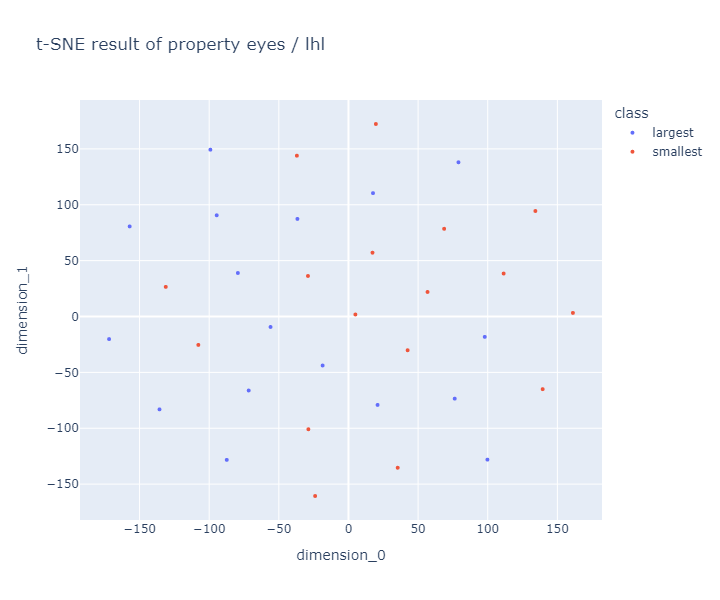 t-SNE result of property eyes / lhl
class
largest
smallest
150
100
50
0
−50
−100
−150
dimension_1
−150
−100
−50
0
50
100
150
dimension_0